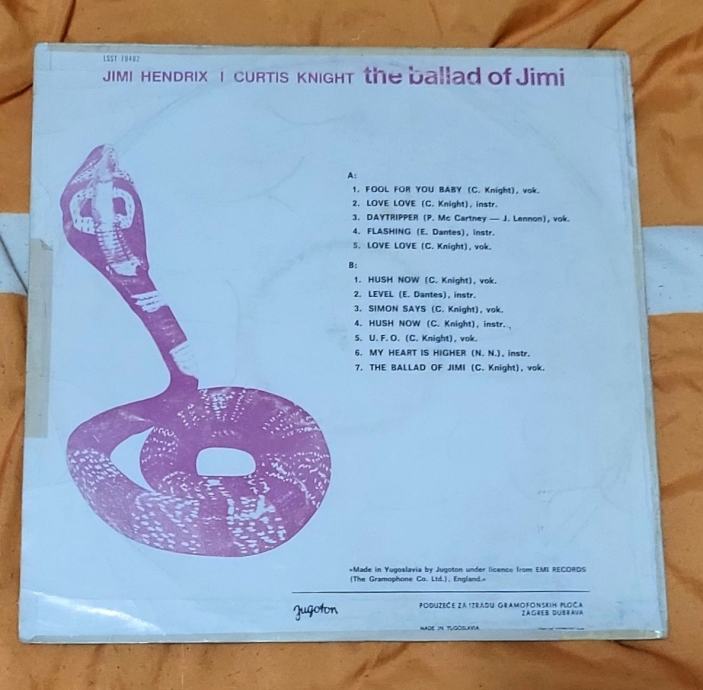 LSST 70482
JIMI HENDRIX | CURTIS KNIGHT the ballad of Jimi
A:
1. FOOL FOR YOU BABY (C. Knight), vok.
2. LOVE LOVE (C. Knight), instr.
3. DAYTRIPPER (P. Mc Cartney — J. Lennon), vok.
4. FLASHING (E. Dantes), instr.
5. LOVE LOVE (C. Knight), vok.
B:
1. HUSH NOW (C. Knight), vok.
2. LEVEL (E. Dantes), instr.
3. SIMON SAYS (C. Knight), vok.
4. HUSH NOW (C. Knight), instr.,
5. U. F. O. (C. Knight), vok.
6. MY HEART IS HIGHER (N. N.), instr.
7. THE BALLAD OF JIMI (C. Knight), vok.
»Made in Yugoslavia by Jugoton under licence from EMI RECORDS
(The Gramophone Co. Ltd.), England.«
Jugoton
PODUZEĆE ZA IZRADU GRAMOFONSKIH PLOČA
ZAGREB DUBRAVA
MADE IN YUGOSLAVIA